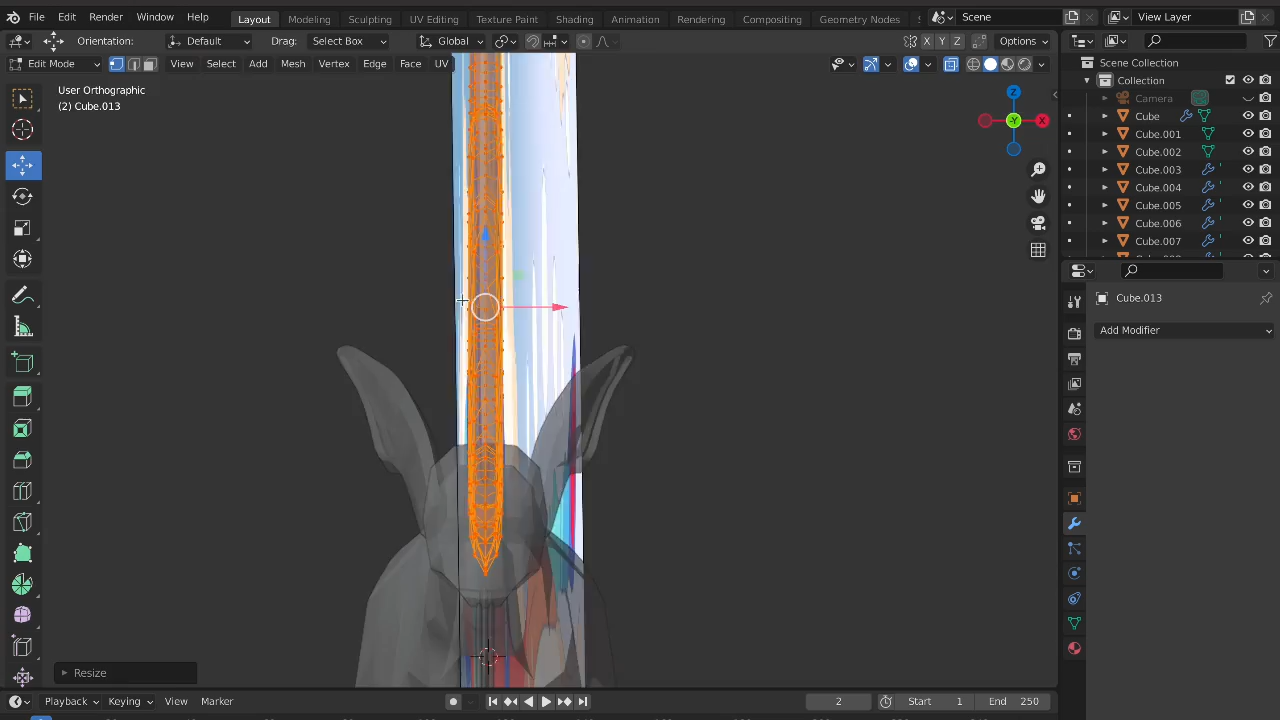 File Edit Render Window Help Layout Modeling Sculpting UV Editing Texture Paint Shading Animation Rendering Compositing Geometry Nodes Scene View Layer
Orientation: Default Drag: Select Box Global X Y Z Options
Edit Mode View Select Add Mesh Vertex Edge Face UV
User Orthographic
(2) Cube.013
Z
-Y
X
Scene Collection
Collection
Camera
Cube
Cube.001
Cube.002
Cube.003
Cube.004
Cube.005
Cube.006
Cube.007
Cube.013
Add Modifier
Resize
Playback Keying View Marker 2 Start 1 End 250